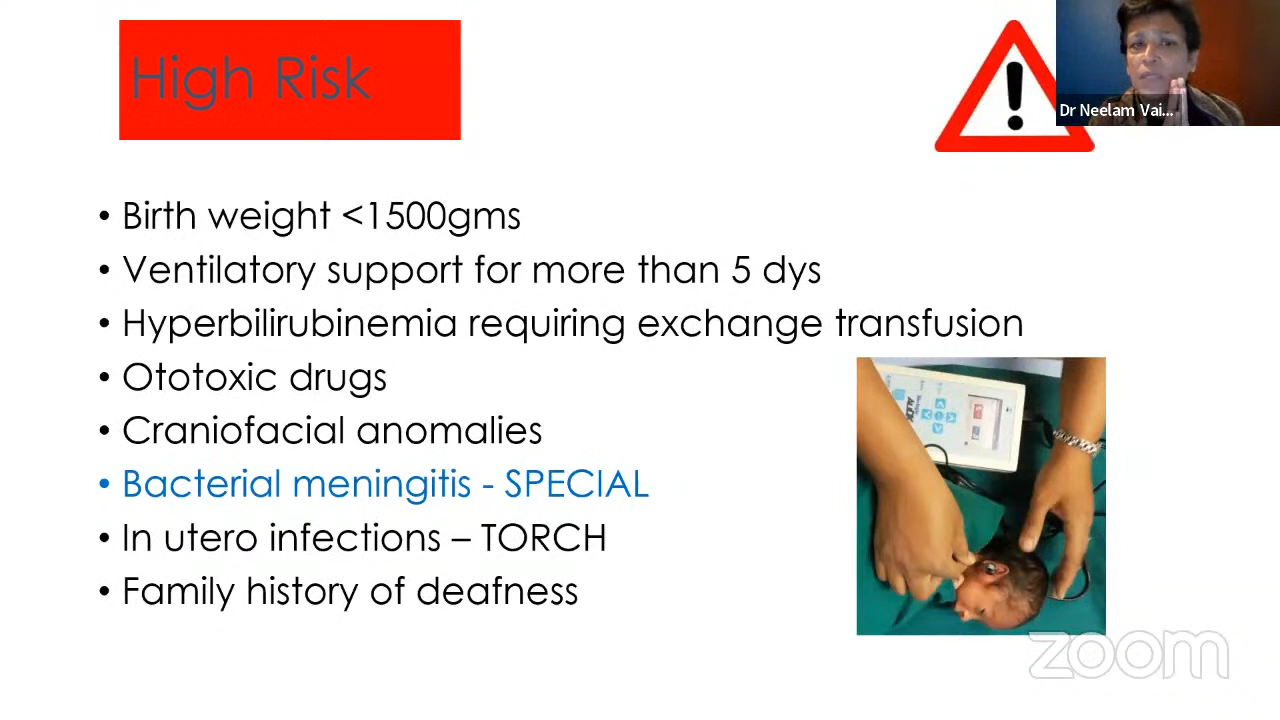 High Risk
Dr Neelam Vai...
• Birth weight <1500gms
• Ventilatory support for more than 5 dys
• Hyperbilirubinemia requiring exchange transfusion
• Ototoxic drugs
• Craniofacial anomalies
• Bacterial meningitis - SPECIAL
• In utero infections – TORCH
• Family history of deafness
zoom